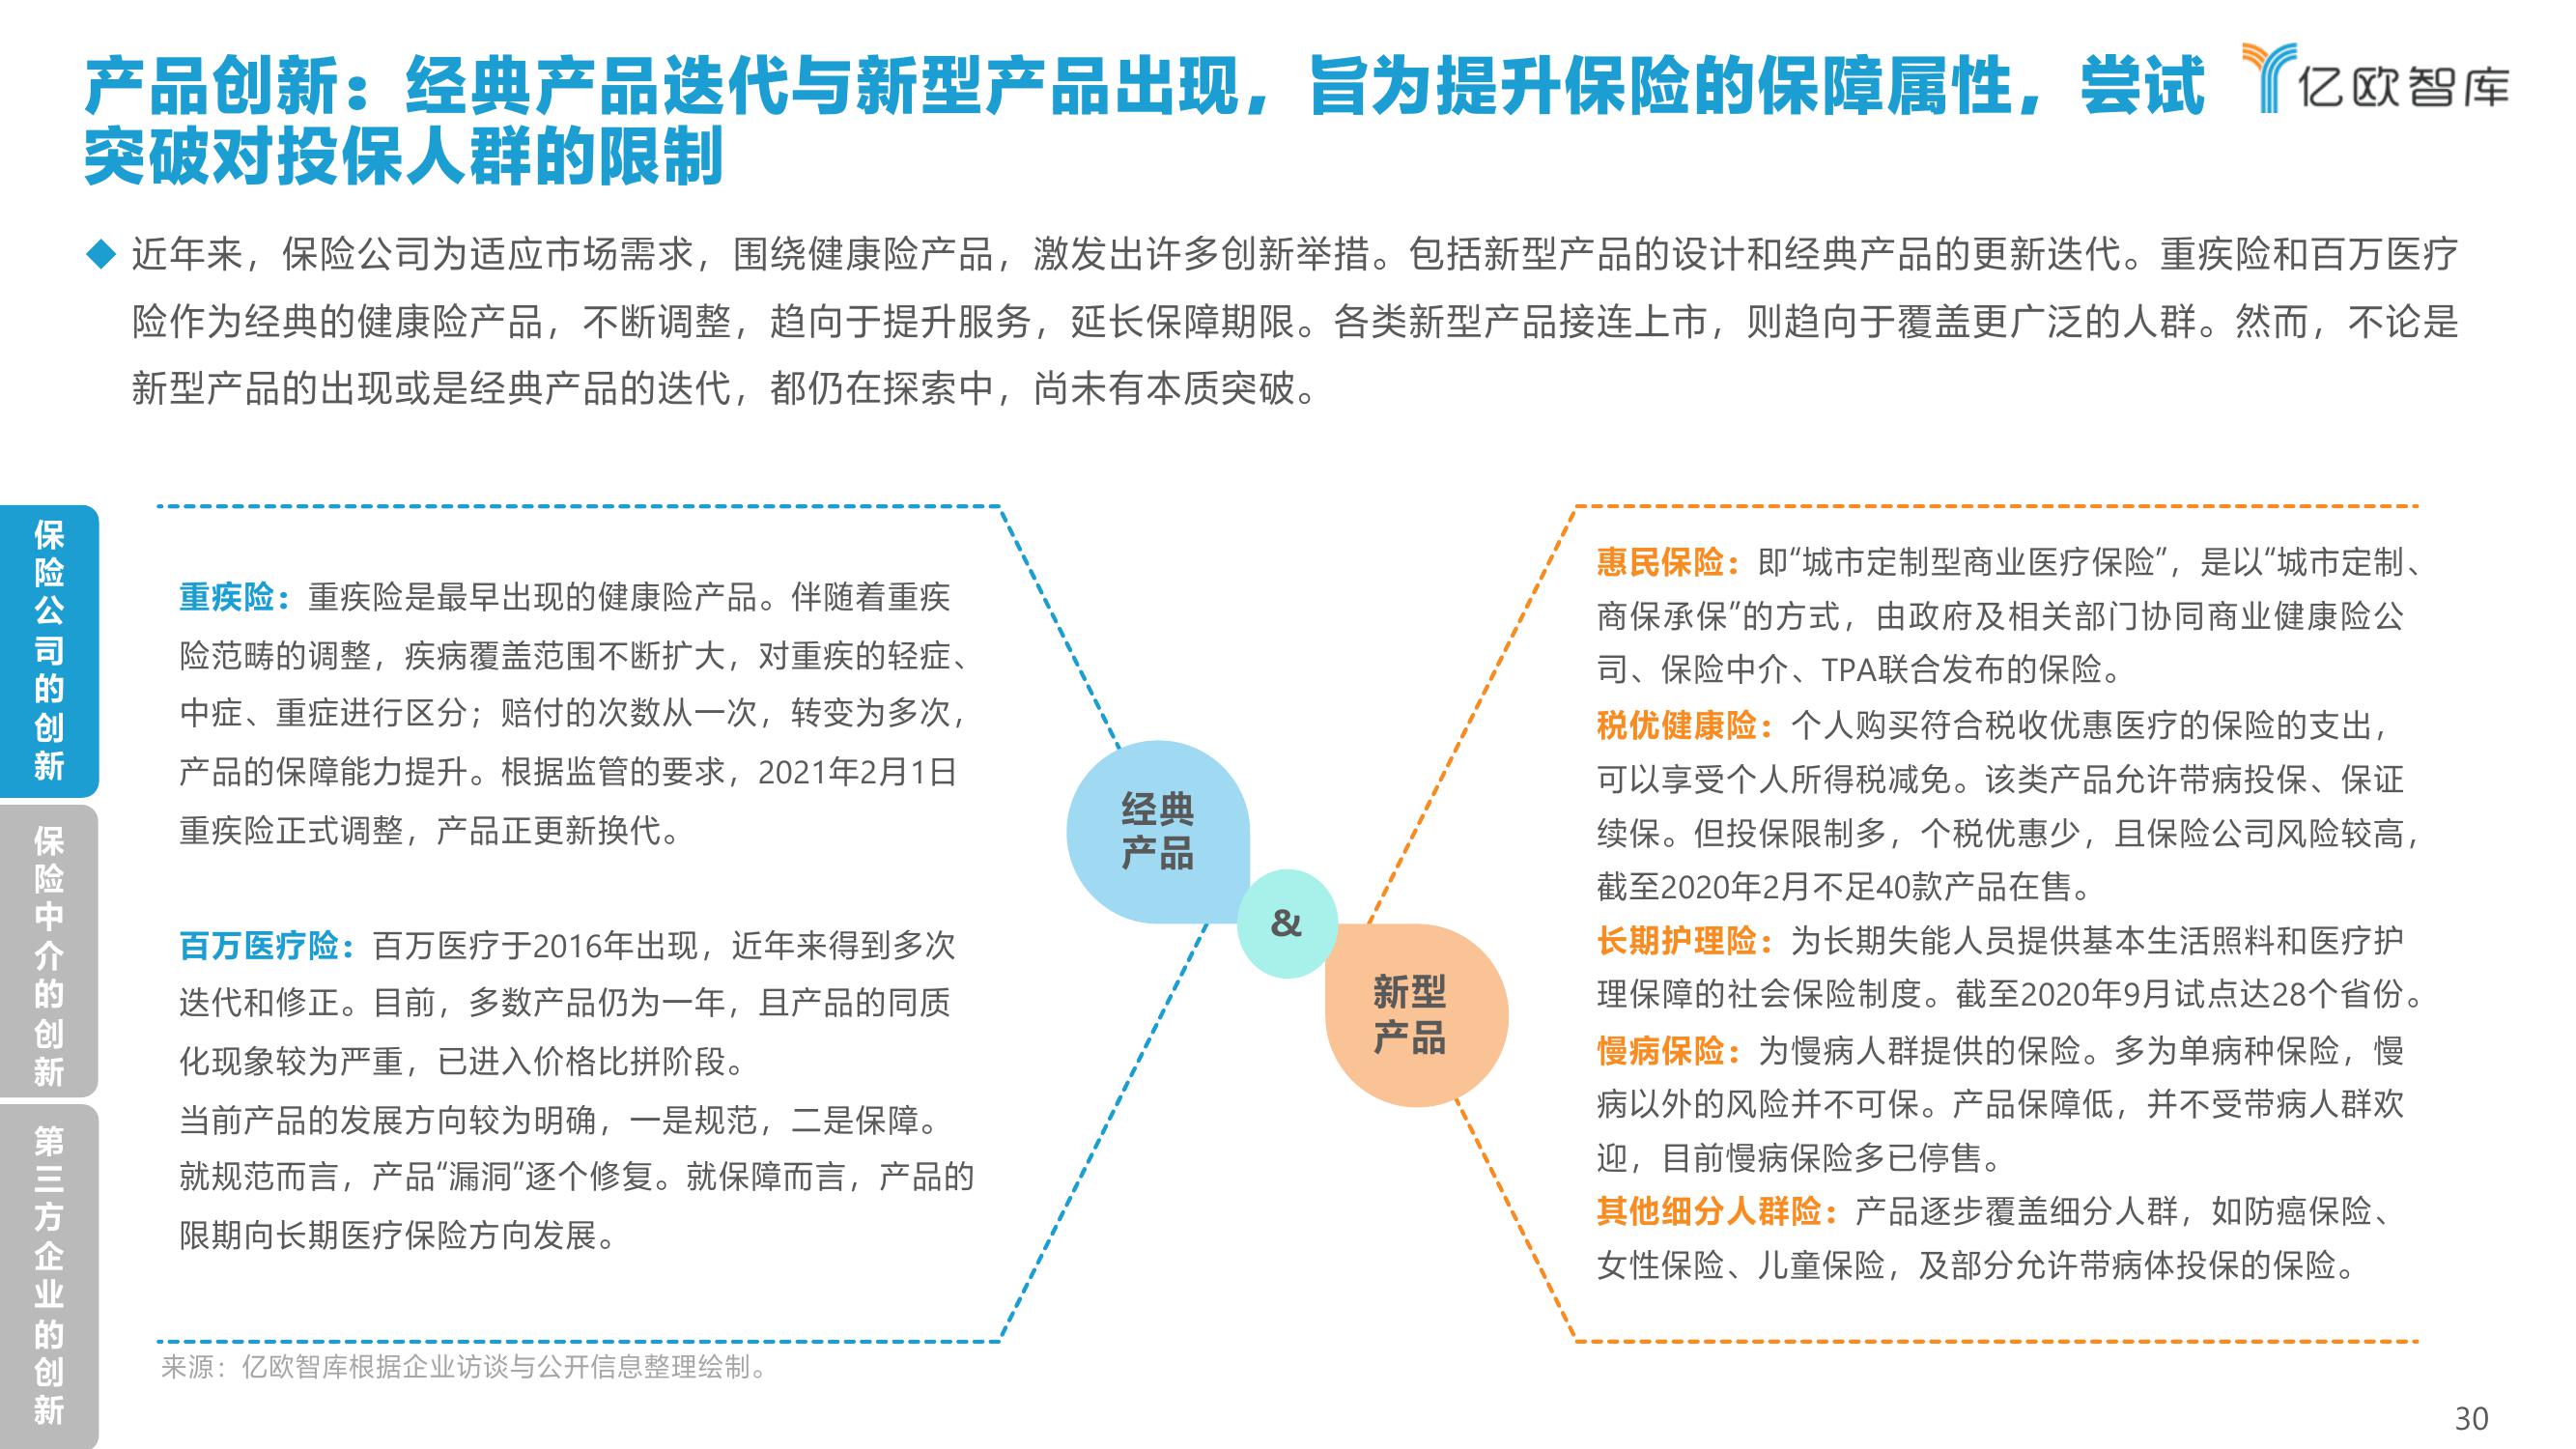 产品创新：经典产品迭代与新型产品出现，旨为提升保险的保障属性，尝试
突破对投保人群的限制
亿欧智库
近年来，保险公司为适应市场需求，围绕健康险产品，激发出许多创新举措。包括新型产品的设计和经典产品的更新迭代。重疾险和百万医疗
险作为经典的健康险产品，不断调整，趋向于提升服务，延长保障期限。各类新型产品接连上市，则趋向于覆盖更广泛的人群。然而，不论是
新型产品的出现或是经典产品的迭代，都仍在探索中，尚未有本质突破。
保险公司的创新
保险中介的创新
第三方企业的创新
重疾险：重疾险是最早出现的健康险产品。伴随着重疾
险范畴的调整，疾病覆盖范围不断扩大，对重疾的轻症、
中症、重症进行区分；赔付的次数从一次，转变为多次，
产品的保障能力提升。根据监管的要求，2021年2月1日
重疾险正式调整，产品正更新换代。
百万医疗险：百万医疗于2016年出现，近年来得到多次
迭代和修正。目前，多数产品仍为一年，且产品的同质
化现象较为严重，已进入价格比拼阶段。
当前产品的发展方向较为明确，一是规范，二是保障。
就规范而言，产品“漏洞”逐个修复。就保障而言，产品的
限期向长期医疗保险方向发展。
经典
产品
&
新型
产品
惠民保险：即“城市定制型商业医疗保险”，是以“城市定制、
商保承保”的方式，由政府及相关部门协同商业健康险公
司、保险中介、TPA联合发布的保险。
税优健康险：个人购买符合税收优惠医疗的保险的支出，
可以享受个人所得税减免。该类产品允许带病投保、保证
续保。但投保限制多，个税优惠少，且保险公司风险较高，
截至2020年2月不足40款产品在售。
长期护理险：为长期失能人员提供基本生活照料和医疗护
理保障的社会保险制度。截至2020年9月试点达28个省份。
慢病保险：为慢病人群提供的保险。多为单病种保险，慢
病以外的风险并不可保。产品保障低，并不受带病人群欢
迎，目前慢病保险多已停售。
其他细分人群险：产品逐步覆盖细分人群，如防癌保险、
女性保险、儿童保险，及部分允许带病体投保的保险。
来源：亿欧智库根据企业访谈与公开信息整理绘制。
30